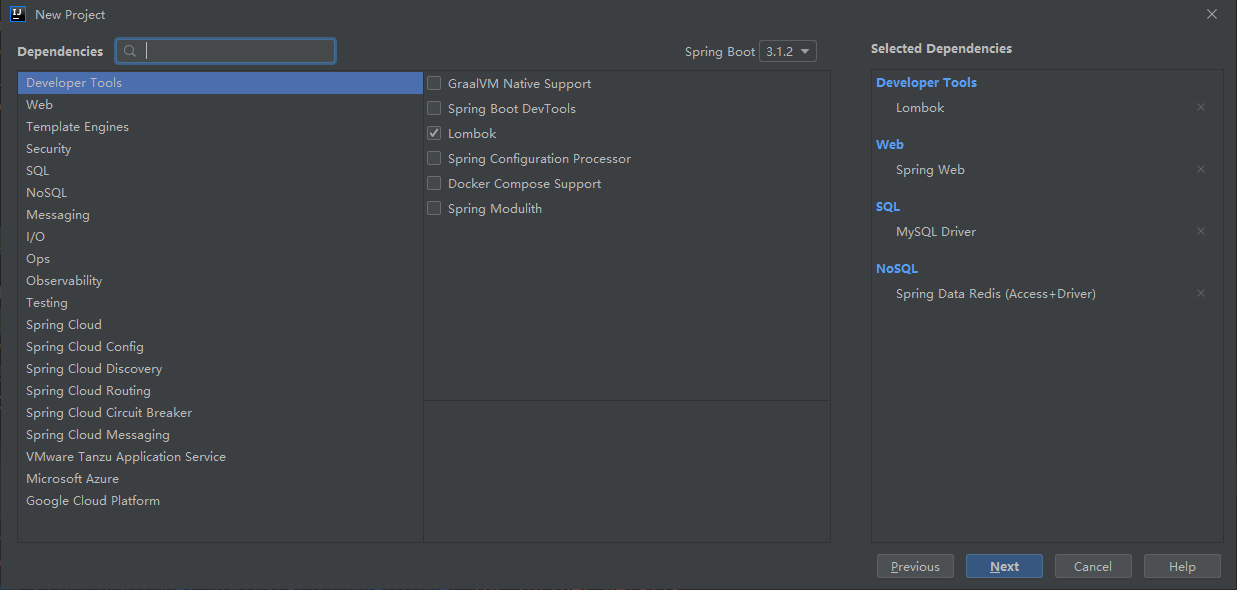 New Project
Dependencies
Spring Boot 3.1.2
Developer Tools
Web
Template Engines
Security
SQL
NoSQL
Messaging
I/O
Ops
Observability
Testing
Spring Cloud
Spring Cloud Config
Spring Cloud Discovery
Spring Cloud Routing
Spring Cloud Circuit Breaker
Spring Cloud Messaging
VMware Tanzu Application Service
Microsoft Azure
Google Cloud Platform
GraalVM Native Support
Spring Boot DevTools
Lombok
Spring Configuration Processor
Docker Compose Support
Spring Modulith
Selected Dependencies
Developer Tools
Lombok
Web
Spring Web
SQL
MySQL Driver
NoSQL
Spring Data Redis (Access+Driver)
Previous
Next
Cancel
Help